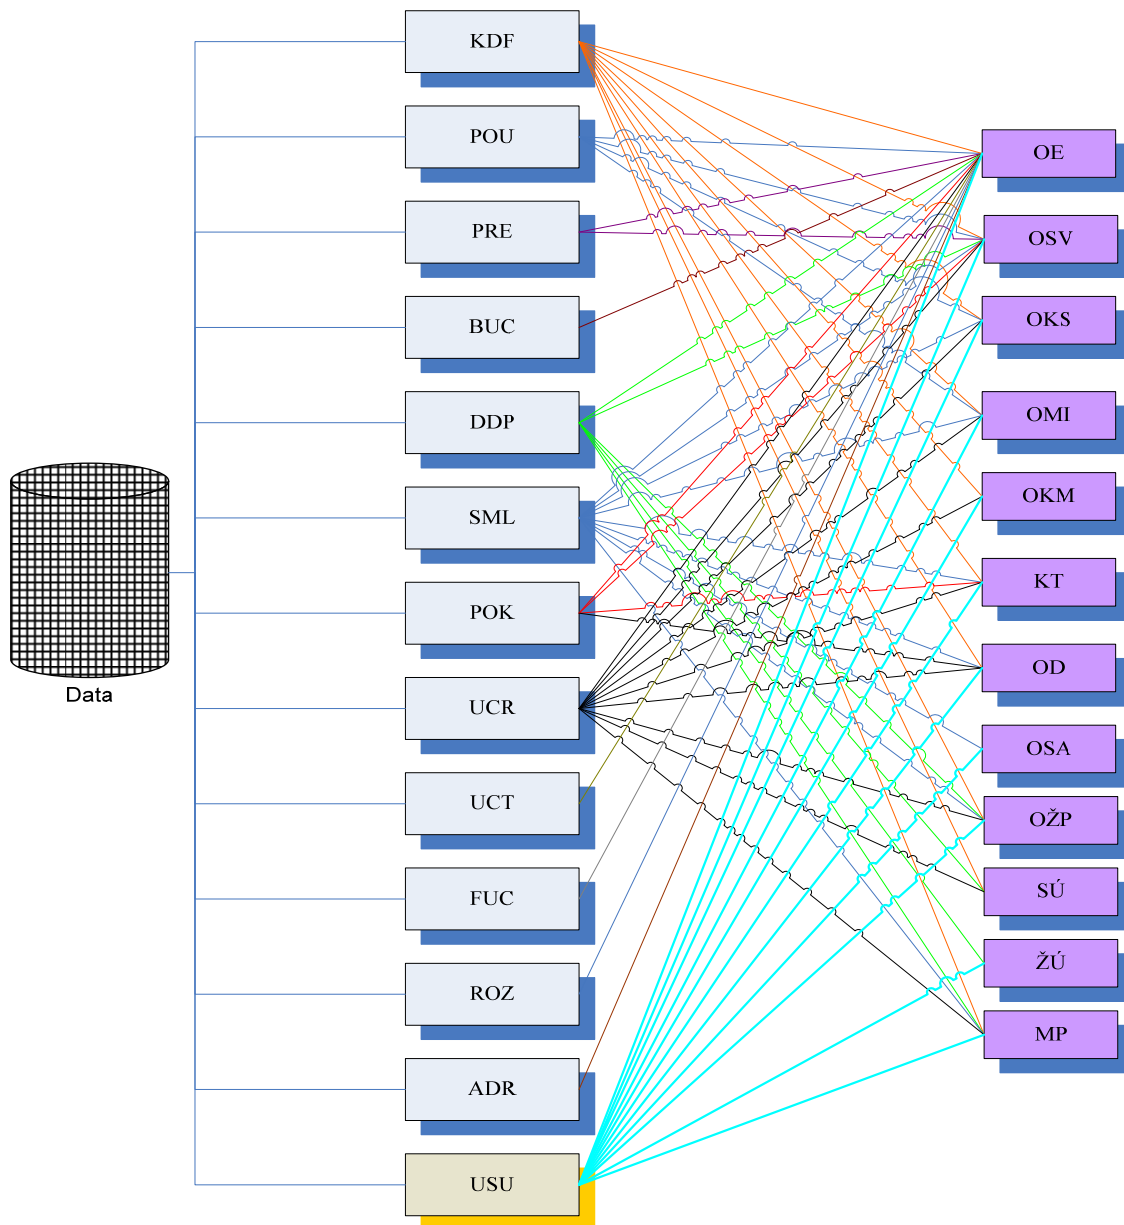 KDF
POU
PRE
BUC
DDP
SML
POK
UCR
UCT
FUC
ROZ
ADR
USU
Data
OE
OSV
OKS
OMI
OKM
KT
OD
OSA
OŽP
SÚ
ŽÚ
MP